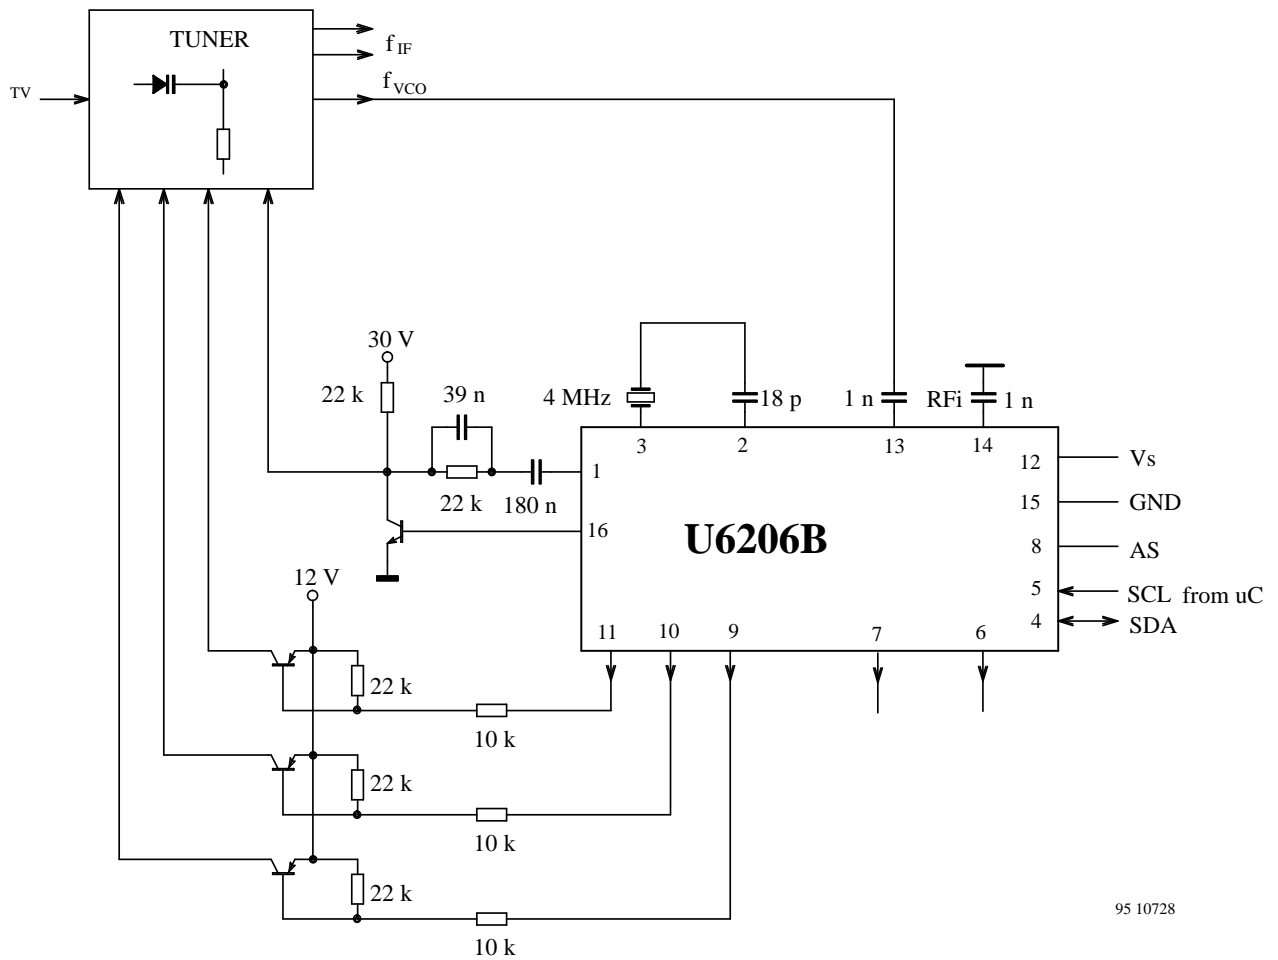 TUNER
f IF
f VCO
TV
30 V
22 k
39 n
4 MHz
18 p
1 n
RFi
1 n
3
2
13
14
12
Vs
1
22 k
180 n
15
GND
16
U6206B
8
AS
12 V
5
SCL from uC
4
SDA
11
10
9
7
6
22 k
10 k
22 k
10 k
22 k
10 k
95 10728